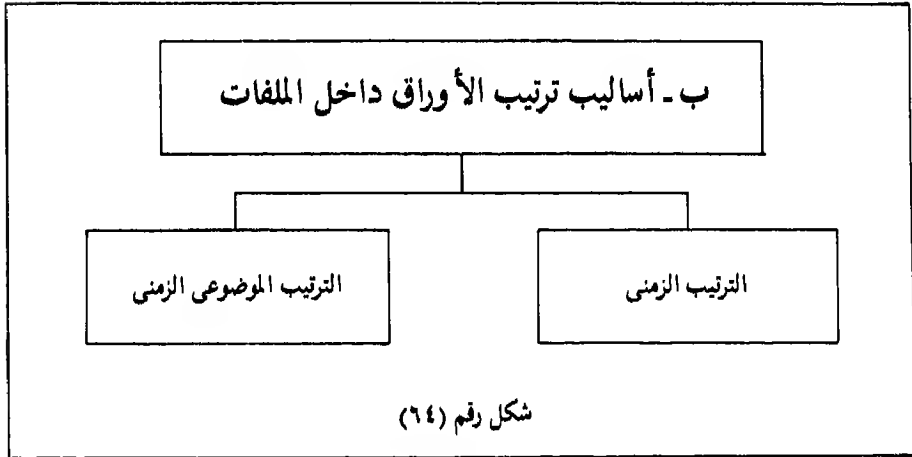 ب ـ أساليب ترتيب الأوراق داخل الملفات
الترتيب الزمنى
الترتيب الموضوعى الزمنى
شكل رقم (٦٤)